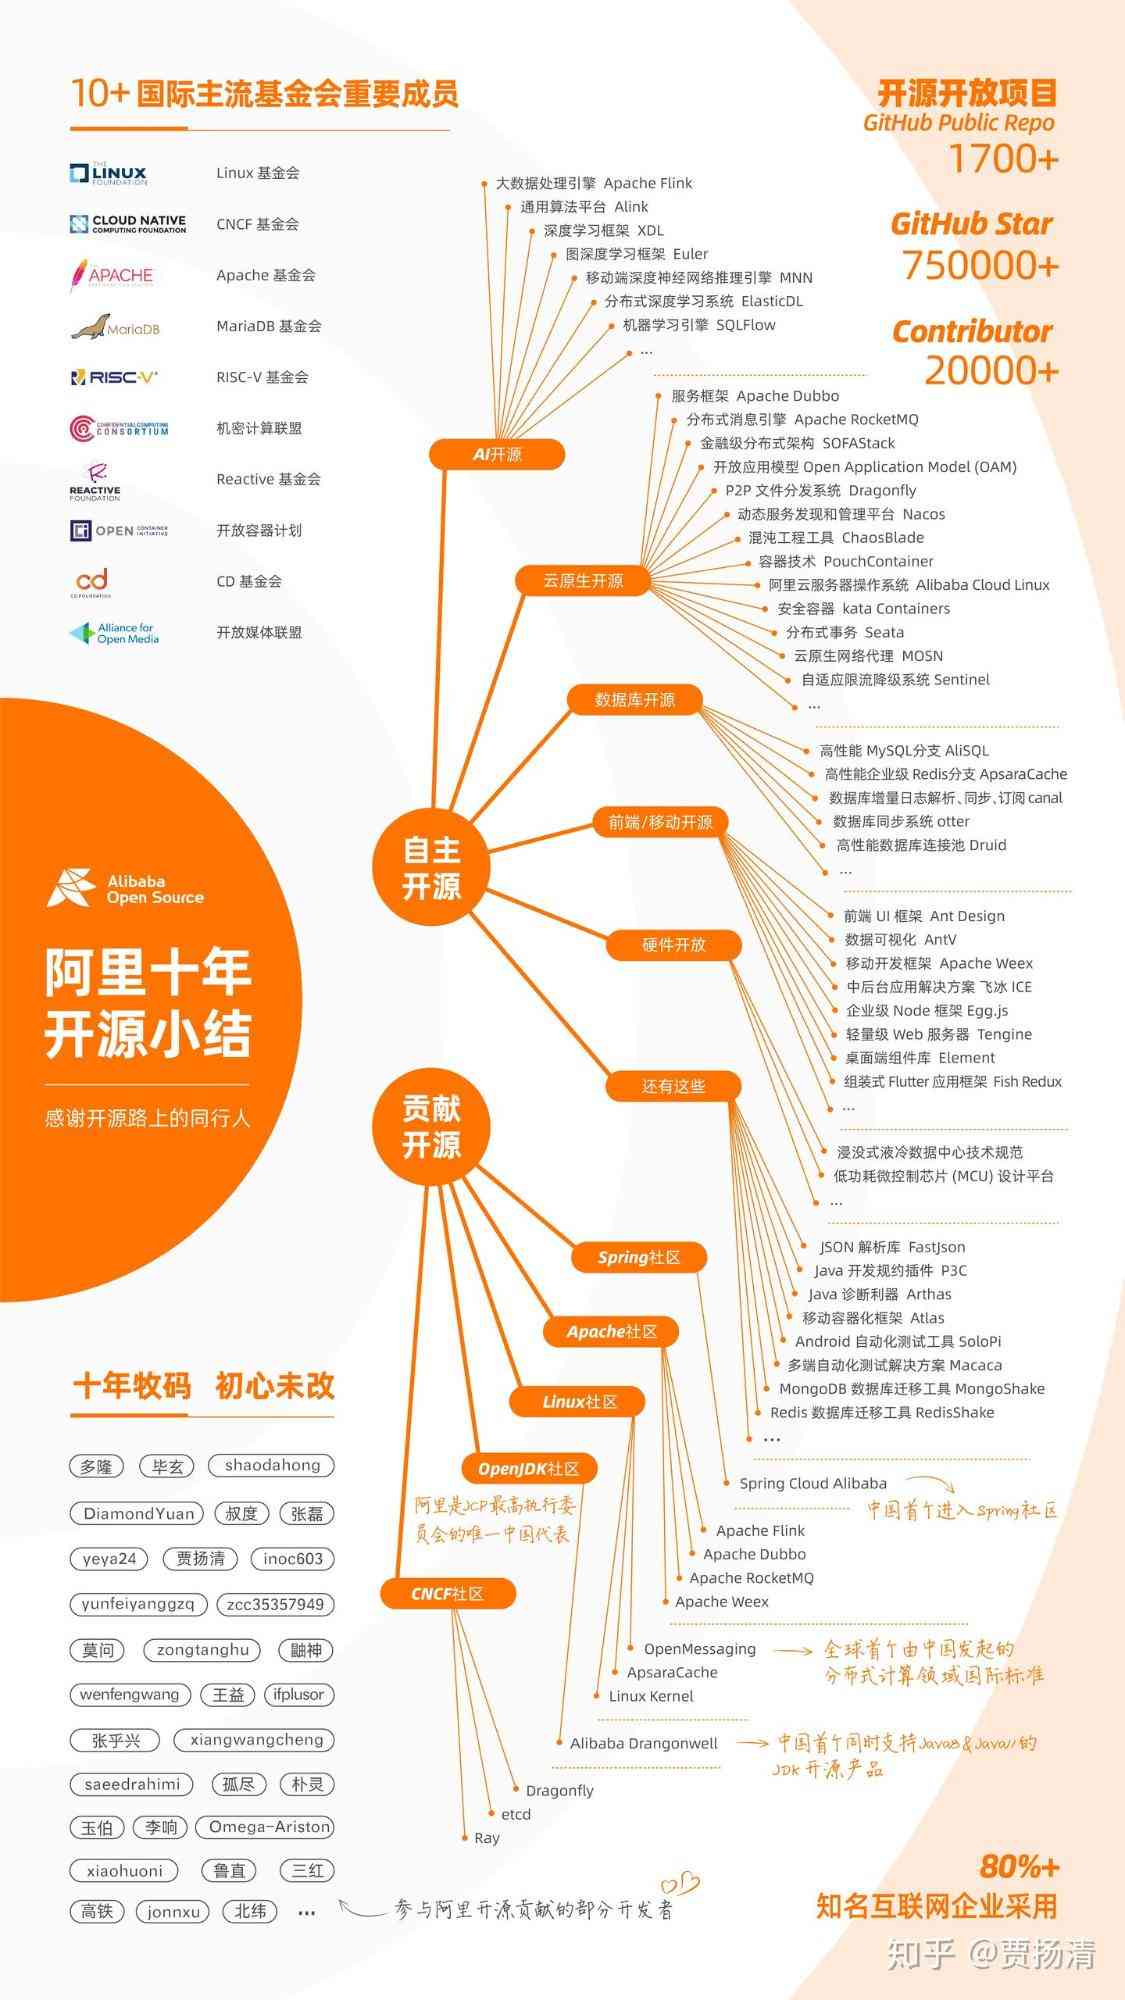 10+ 国际主流基金会重要成员
THE
LINUX
FOUNDATION
Linux 基金会
CLOUD NATIVE
COMPUTING FOUNDATION
CNCF 基金会
APACHE
Apache 基金会
MariaDB
MariaDB 基金会
RISC-V
RISC-V 基金会
CONFIDENTIAL COMPUTING
CONSORTIUM
机密计算联盟
REACTIVE
FOUNDATION
Reactive 基金会
OPEN CONTAINER
INITIATIVE
开放容器计划
cd
CD.FOUNDATION
CD 基金会
Alliance for
Open Media
开放媒体联盟
开源开放项目
GitHub Public Repo
1700+
GitHub Star
750000+
Contributor
20000+
Alibaba
Open Source
阿里十年
开源小结
感谢开源路上的同行人
自主
开源
AI开源
大数据处理引擎 Apache Flink
通用算法平台 Alink
深度学习框架 XDL
图深度学习框架 Euler
移动端深度神经网络推理引擎 MNN
分布式深度学习系统 ElasticDL
机器学习引擎 SQLFlow
...
云原生开源
服务框架 Apache Dubbo
分布式消息引擎 Apache RocketMQ
金融级分布式架构 SOFAStack
开放应用模型 Open Application Model (OAM)
P2P 文件分发系统 Dragonfly
动态服务发现和管理平台 Nacos
混沌工程工具 ChaosBlade
容器技术 PouchContainer
阿里云服务器操作系统 Alibaba Cloud Linux
安全容器 kata Containers
分布式事务 Seata
云原生网络代理 MOSN
自适应限流降级系统 Sentinel
...
数据库开源
高性能 MySQL分支 AliSQL
高性能企业级 Redis分支 ApsaraCache
数据库增量日志解析、同步、订阅 canal
数据库同步系统 otter
高性能数据库连接池 Druid
...
前端/移动开源
前端 UI 框架 Ant Design
数据可视化 AntV
移动开发框架 Apache Weex
中后台应用解决方案 飞冰 ICE
企业级 Node 框架 Egg.js
轻量级 Web 服务器 Tengine
桌面端组件库 Element
组装式 Flutter 应用框架 Fish Redux
...
硬件开放
浸没式液冷数据中心技术规范
低功耗微控制芯片 (MCU) 设计平台
...
还有这些
JSON 解析库 FastJson
Java 开发规约插件 P3C
Java 诊断利器 Arthas
移动容器化框架 Atlas
Android 自动化测试工具 SoloPi
多端自动化测试解决方案 Macaca
MongoDB 数据库迁移工具 MongoShake
Redis 数据库迁移工具 RedisShake
...
贡献
开源
Spring社区
Spring Cloud Alibaba
中国首个进入Spring社区
Apache社区
Apache Flink
Apache Dubbo
Apache RocketMQ
Apache Weex
Linux社区
OpenMessaging
全球首个由中国发起的
分布式计算领域国际标准
ApsaraCache
Linux Kernel
OpenJDK社区
阿里是JCP最高执行委
员会的唯一中国代表
Alibaba Drangonwell
中国首个同时支持Java8&Java11的
JDK开源产品
CNCF社区
Dragonfly
etcd
Ray
十年牧码 初心未改
多隆 毕玄 shaodahong
DiamondYuan 叔度 张磊
yeya24 贾扬清 inoc603
yunfeiyanggzq zcc35357949
莫问 zongtanghu 鼬神
wenfengwang 王益 ifplusor
张乎兴 xiangwangcheng
saeedrahimi 孤尽 朴灵
玉伯 李响 Omega-Ariston
xiaohuoni 鲁直 三红
高铁 jonnxu 北纬 ...
参与阿里开源贡献的部分开发者
80%+
知名互联网企业采用
知乎 @贾扬清